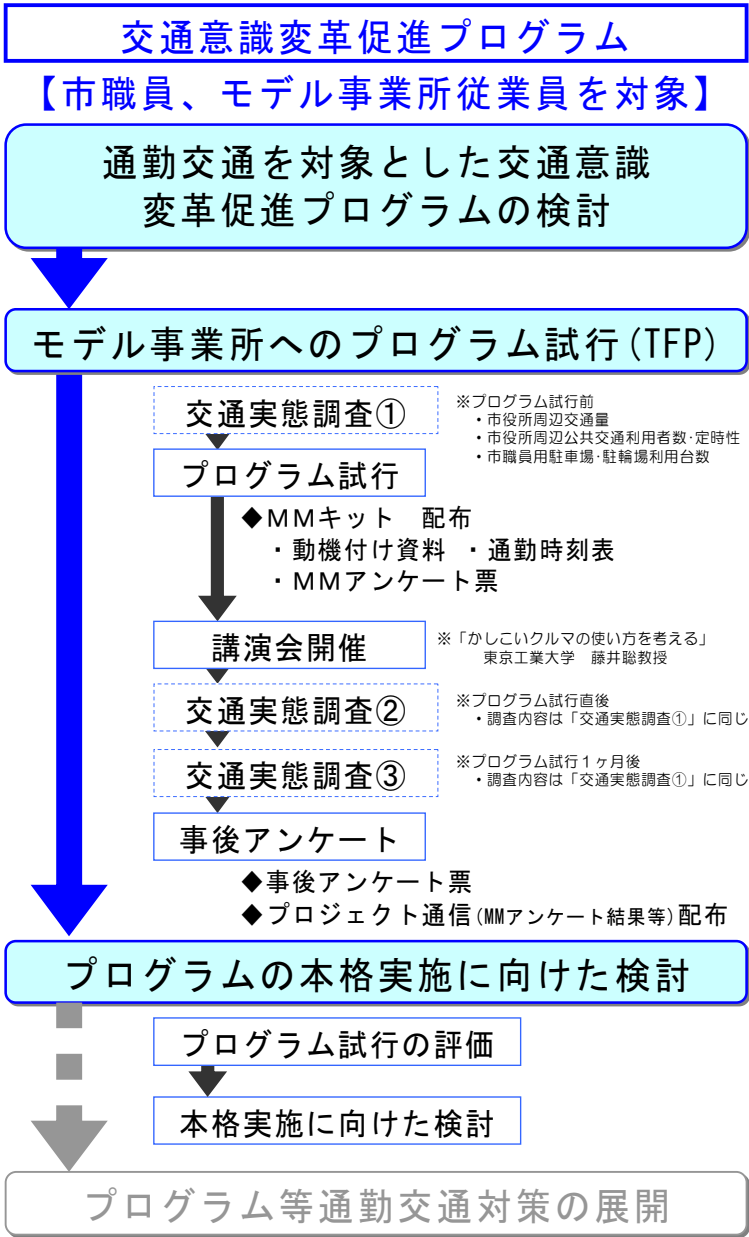 交通意識変革促進プログラム
【市職員、モデル事業所従業員を対象】
通勤交通を対象とした交通意識
変革促進プログラムの検討
モデル事業所へのプログラム試行(TFP)
交通実態調査①
※プログラム試行前
・市役所周辺交通量
・市役所周辺公共交通利用者数・定時性
・市職員用駐車場・駐輪場利用台数
プログラム試行
◆MMキット　配布
・動機付け資料　・通勤時刻表
・MMアンケート票
講演会開催
※「かしこいクルマの使い方を考える」
東京工業大学　藤井聡教授
交通実態調査②
※プログラム試行直後
・調査内容は「交通実態調査①」に同じ
交通実態調査③
※プログラム試行1ヶ月後
・調査内容は「交通実態調査①」に同じ
事後アンケート
◆事後アンケート票
◆プロジェクト通信(MMアンケート結果等)配布
プログラムの本格実施に向けた検討
プログラム試行の評価
本格実施に向けた検討
プログラム等通勤交通対策の展開